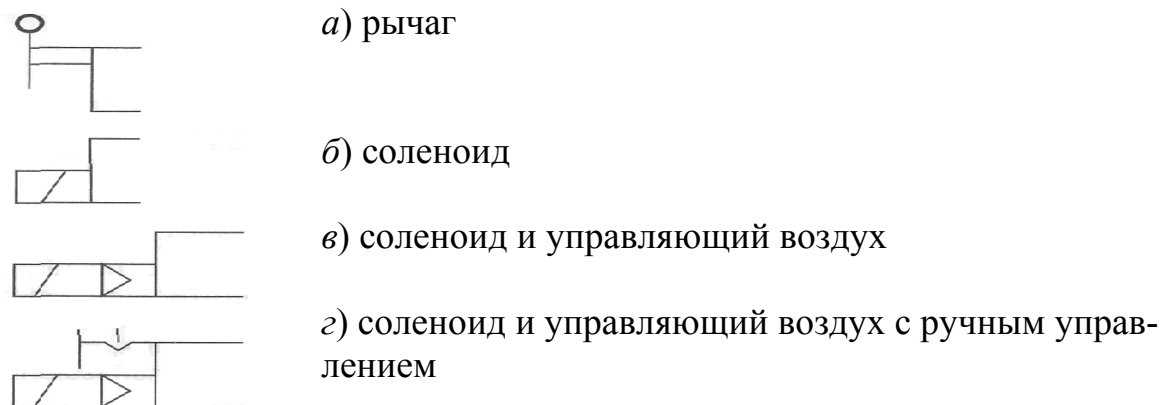 а) рычаг
б) соленоид
в) соленоид и управляющий воздух
г) соленоид и управляющий воздух с ручным управ-
лением